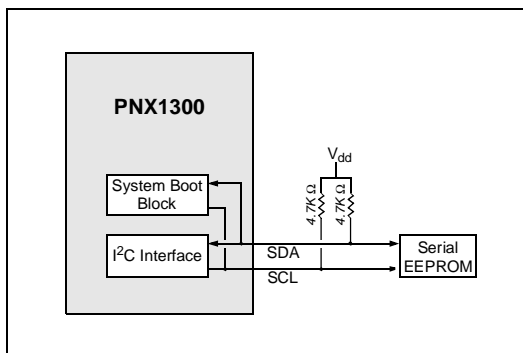 PNX1300
System Boot
Block
I²C Interface
V_dd
4.7K Ω
4.7K Ω
SDA
SCL
Serial
EEPROM